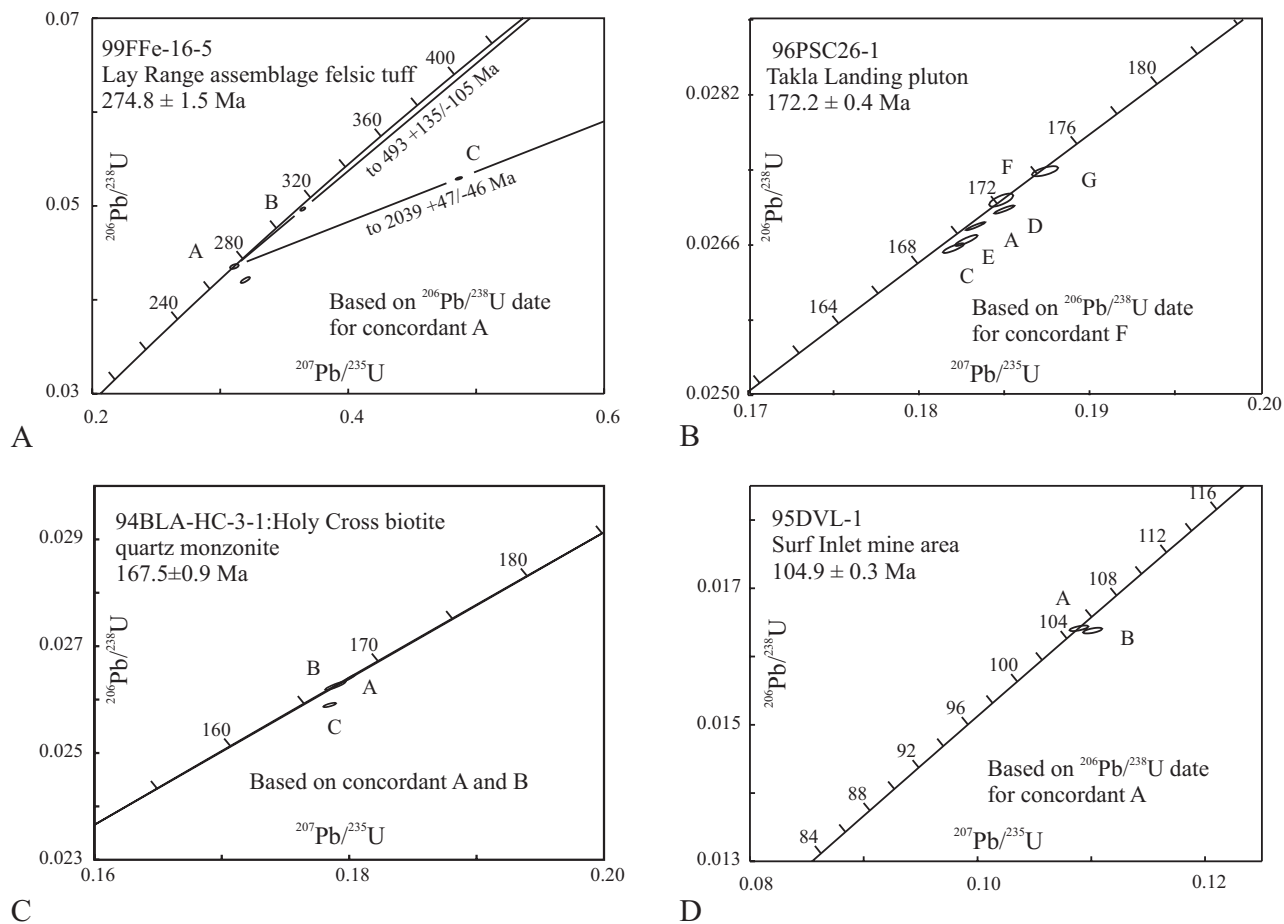 0.07
99FFe-16-5
Lay Range assemblage felsic tuff
274.8 ± 1.5 Ma
400
360
320
280
240
to 493 +135/-105 Ma
to 2039 +47/-46 Ma
A
B
C
0.05
²⁰⁶Pb/²³⁸U
Based on ²⁰⁶Pb/²³⁸U date
for concordant A
²⁰⁷Pb/²³⁵U
0.03
0.2
0.4
0.6
A
96PSC26-1
Takla Landing pluton
172.2 ± 0.4 Ma
180
176
172
168
164
0.0282
0.0266
0.0250
²⁰⁶Pb/²³⁸U
F
G
D
A
E
C
Based on ²⁰⁶Pb/²³⁸U date
for concordant F
²⁰⁷Pb/²³⁵U
0.17
0.18
0.19
0.20
B
94BLA-HC-3-1:Holy Cross biotite
quartz monzonite
167.5±0.9 Ma
180
170
160
0.029
0.027
0.025
0.023
²⁰⁶Pb/²³⁸U
B
A
C
Based on concordant A and B
²⁰⁷Pb/²³⁵U
0.16
0.18
0.20
C
95DVL-1
Surf Inlet mine area
104.9 ± 0.3 Ma
116
112
108
104
100
96
92
88
84
0.017
0.015
0.013
²⁰⁶Pb/²³⁸U
A
B
Based on ²⁰⁶Pb/²³⁸U date
for concordant A
²⁰⁷Pb/²³⁵U
0.08
0.10
0.12
D